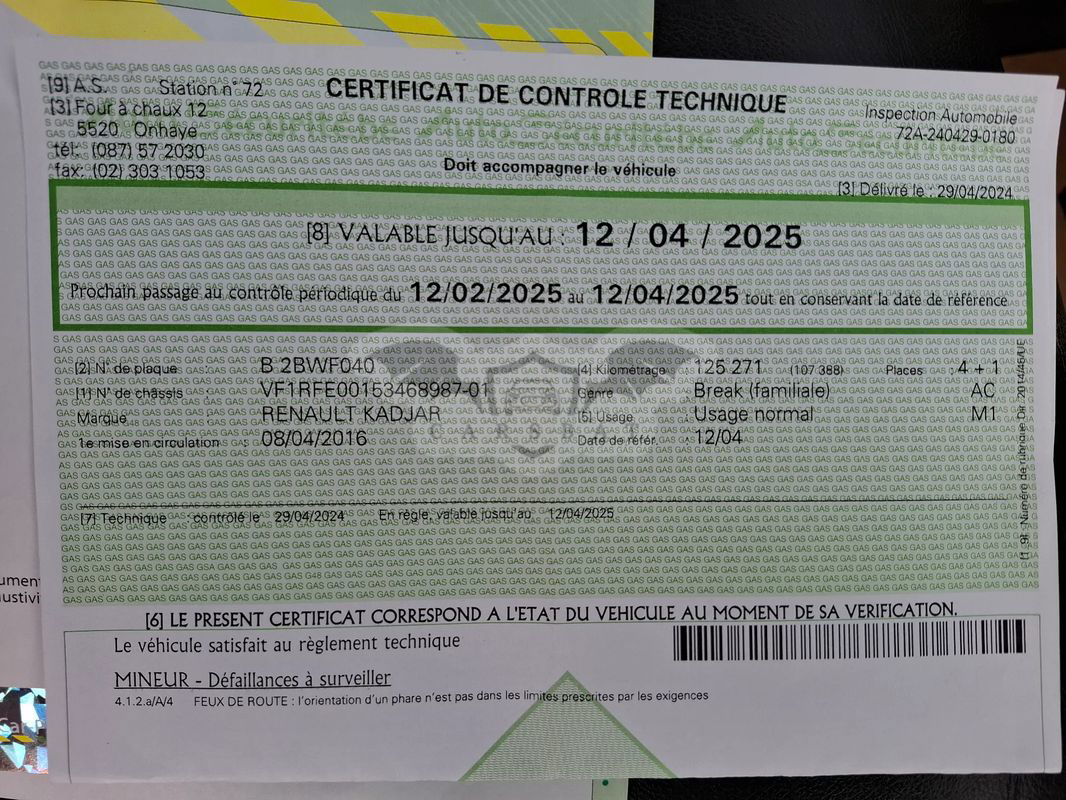 [9] A.S. Station n° 72
[3] Four à chaux 12
5520 Onhaye
tél: (087) 57 2030
fax: (02) 303 1053
CERTIFICAT DE CONTROLE TECHNIQUE
Doit accompagner le véhicule
Inspection Automobile
72A-240429-0180
[3] Délivré le : 29/04/2024
[8] VALABLE JUSQU'AU : 12 / 04 / 2025
Prochain passage au contrôle périodique du 12/02/2025 au 12/04/2025 tout en conservant la date de référence
[2] N° de plaque : B 2BWF040 [4] Kilométrage : 125 271 (107 388) Places : 4 + 1
[1] N° de châssis : VF1RFE00153468987-01 Genre : Break (familiale) AC
Marque : RENAULT KADJAR [5] Usage : Usage normal M1
1e mise en circulation : 08/04/2016 Date de référ. : 12/04
[7] Technique : contrôlé le 29/04/2024 En règle, valable jusqu'au 12/04/2025
[6] LE PRESENT CERTIFICAT CORRESPOND A L'ETAT DU VEHICULE AU MOMENT DE SA VERIFICATION.
Le véhicule satisfait au règlement technique
MINEUR - Défaillances à surveiller
4.1.2.a/A/4 FEUX DE ROUTE : l'orientation d'un phare n'est pas dans les limites prescrites par les exigences